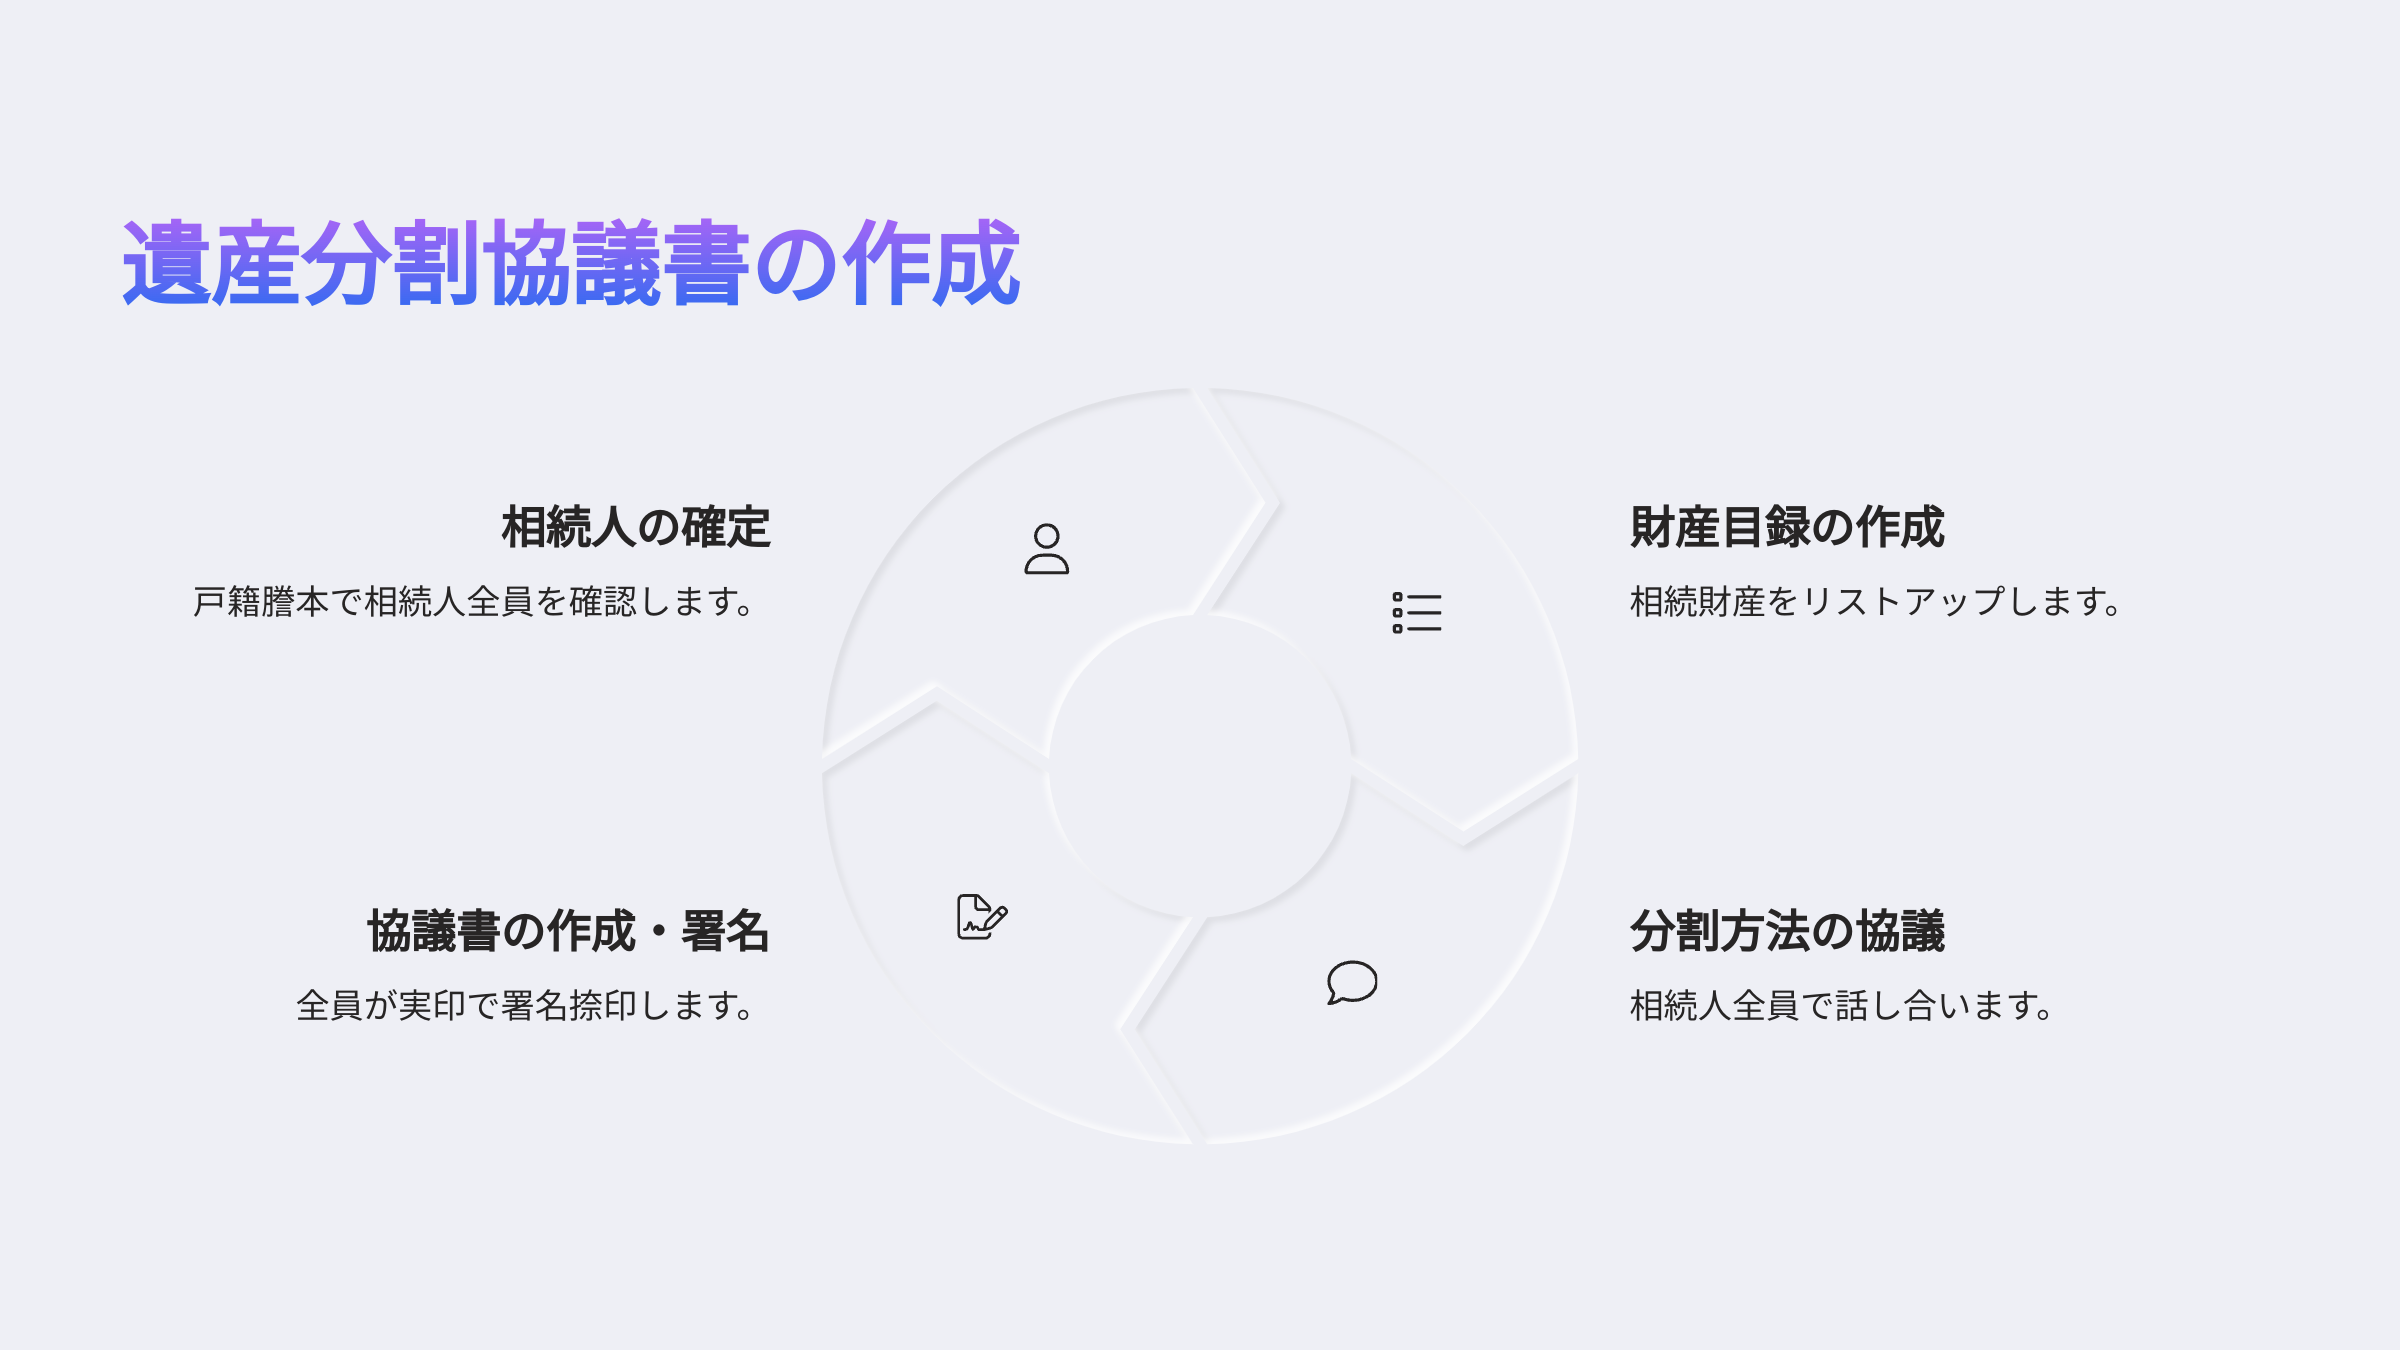 遺産分割協議書の作成
相続人の確定
戸籍謄本で相続人全員を確認します。
財産目録の作成
相続財産をリストアップします。
分割方法の協議
相続人全員で話し合います。
協議書の作成・署名
全員が実印で署名捺印します。